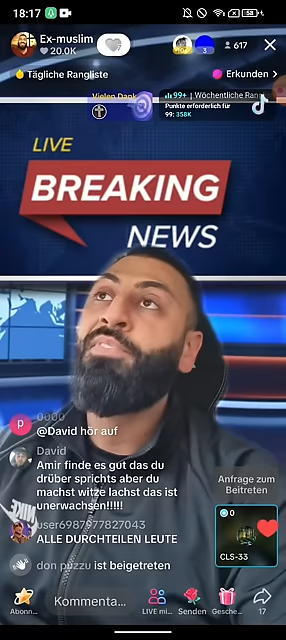 18:17
58
Ex-muslim
20.0K
3
617
Tägliche Rangliste
Erkunden >
Vielen Dank
99+ | Wöchentliche Ran
Punkte erforderlich für
99: 358K
LIVE
BREAKING
NEWS
0000
@David hör auf
David
Amir finde es gut das du
drüber sprichts aber du
machst witze lachst das ist
unerwachsen!!!!!
Anfrage zum
Beitreten
user6987977827043
ALLE DURCHTEILEN LEUTE
0
CLS-33
don puzzu ist beigetreten
Abonn...
Kommenta...
LIVE mi...
Senden
Gesche...
17